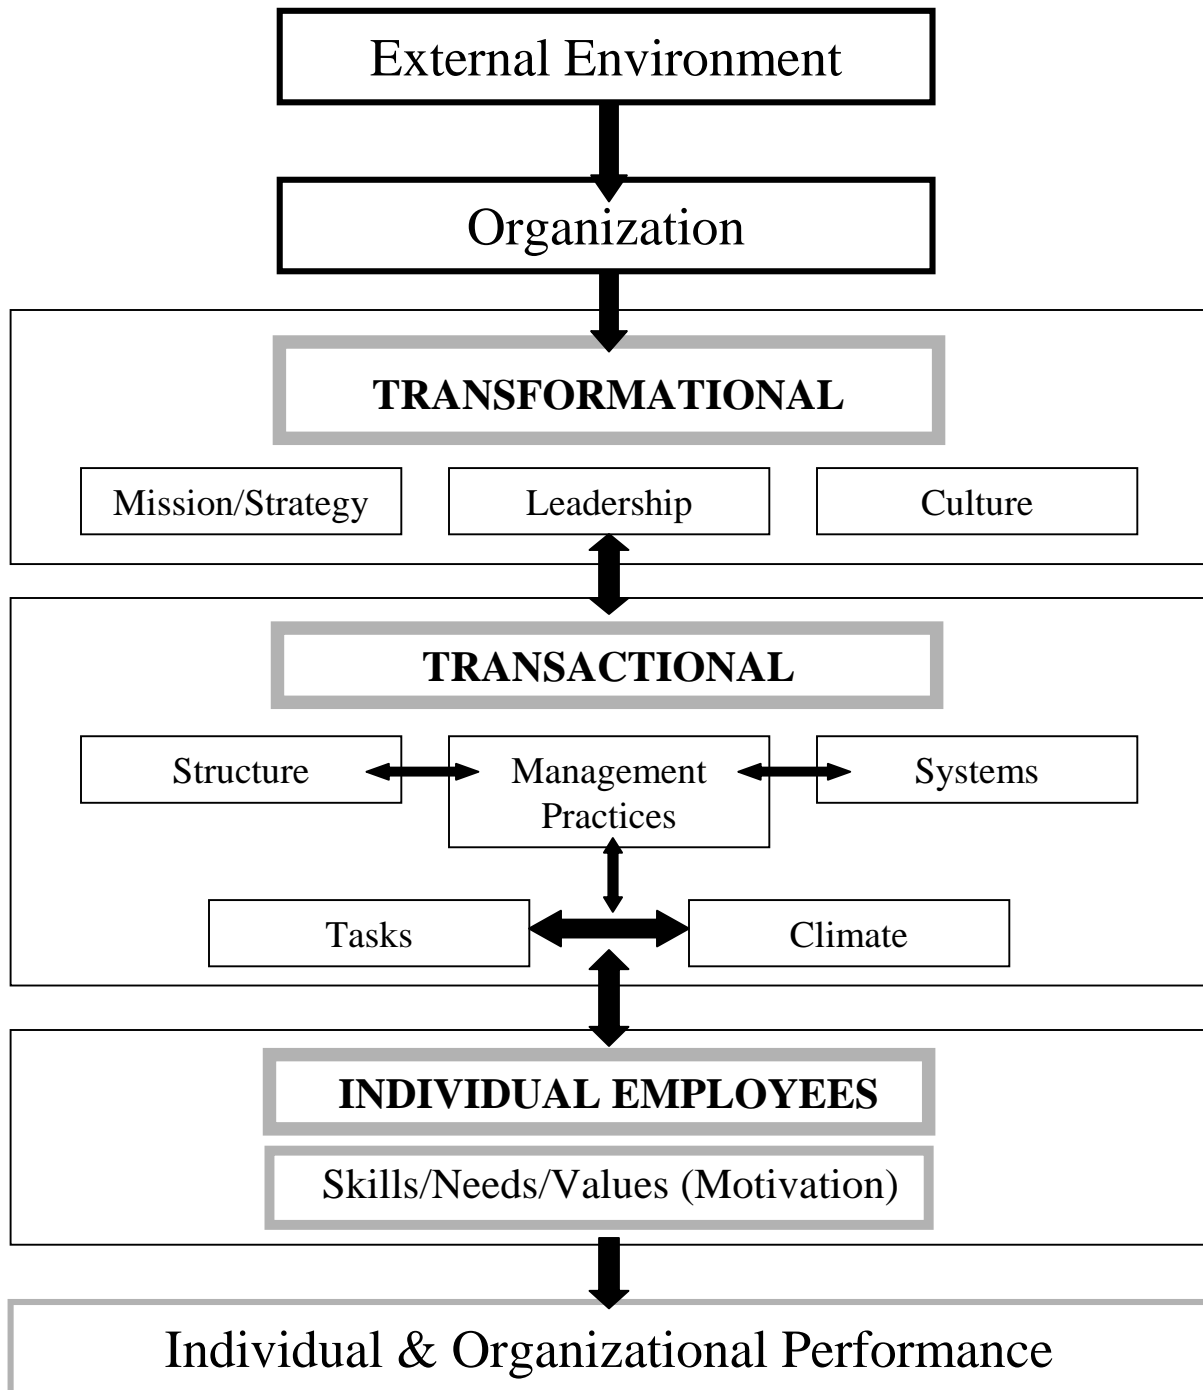 External Environment
Organization
TRANSFORMATIONAL
Mission/Strategy
Leadership
Culture
TRANSACTIONAL
Structure
Management
Practices
Systems
Tasks
Climate
INDIVIDUAL EMPLOYEES
Skills/Needs/Values (Motivation)
Individual & Organizational Performance